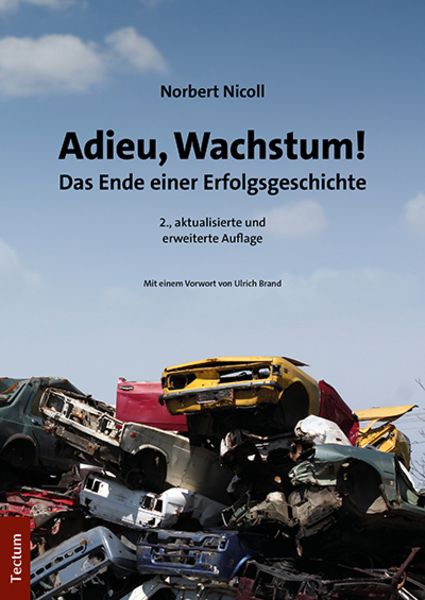 Norbert Nicoll
Adieu, Wachstum!
Das Ende einer Erfolgsgeschichte
2., aktualisierte und
erweiterte Auflage
Mit einem Vorwort von Ulrich Brand
Tectum